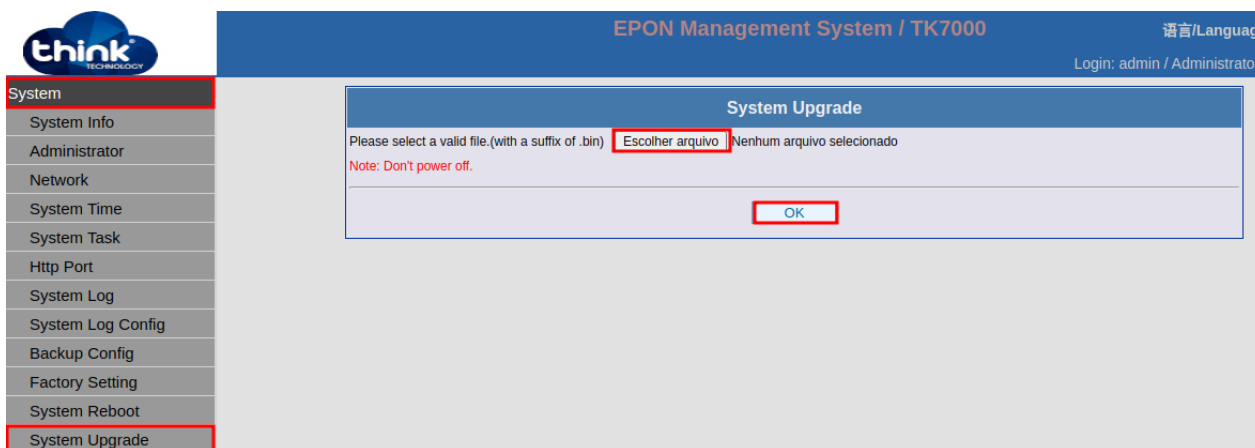 think
TECHNOLOGY
EPON Management System / TK7000
语言/Languag
Login: admin / Administrato
System
System Info
Administrator
Network
System Time
System Task
Http Port
System Log
System Log Config
Backup Config
Factory Setting
System Reboot
System Upgrade
System Upgrade
Please select a valid file.(with a suffix of .bin) Escolher arquivo Nenhum arquivo selecionado
Note: Don't power off.
OK